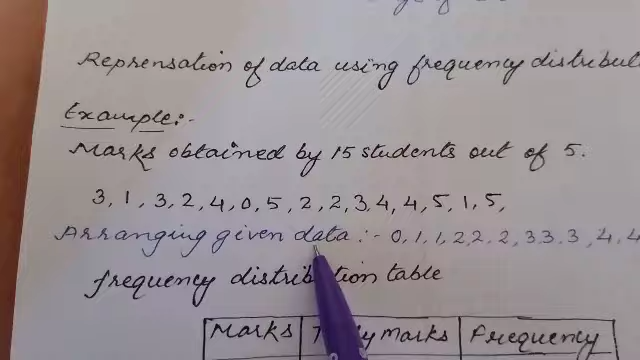 Reprensation of data using frequency distribut
Example:-
Marks obtained by 15 students out of 5.
3, 1, 3, 2, 4, 0, 5, 2, 2, 3, 4, 4, 5, 1, 5,
Arranging given data:- 0, 1, 1, 2, 2, 2, 3, 3, 3, 4, 4
frequency distribution table
Marks Tally Marks Frequency